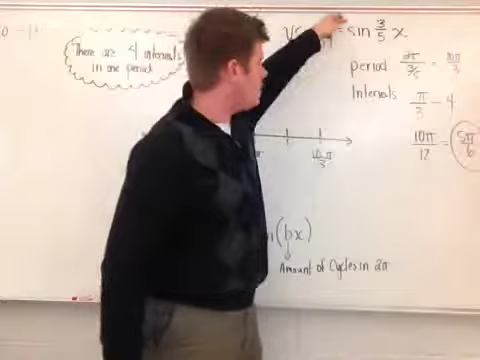 There are 4 intervals
in one period
= sin 3/5 x
period 2π/3/5 = 10π/3
Intervals π/3 - 4
10π/12 = 5π/6
10π/3
(bx)
Amount of Cycles in 2π